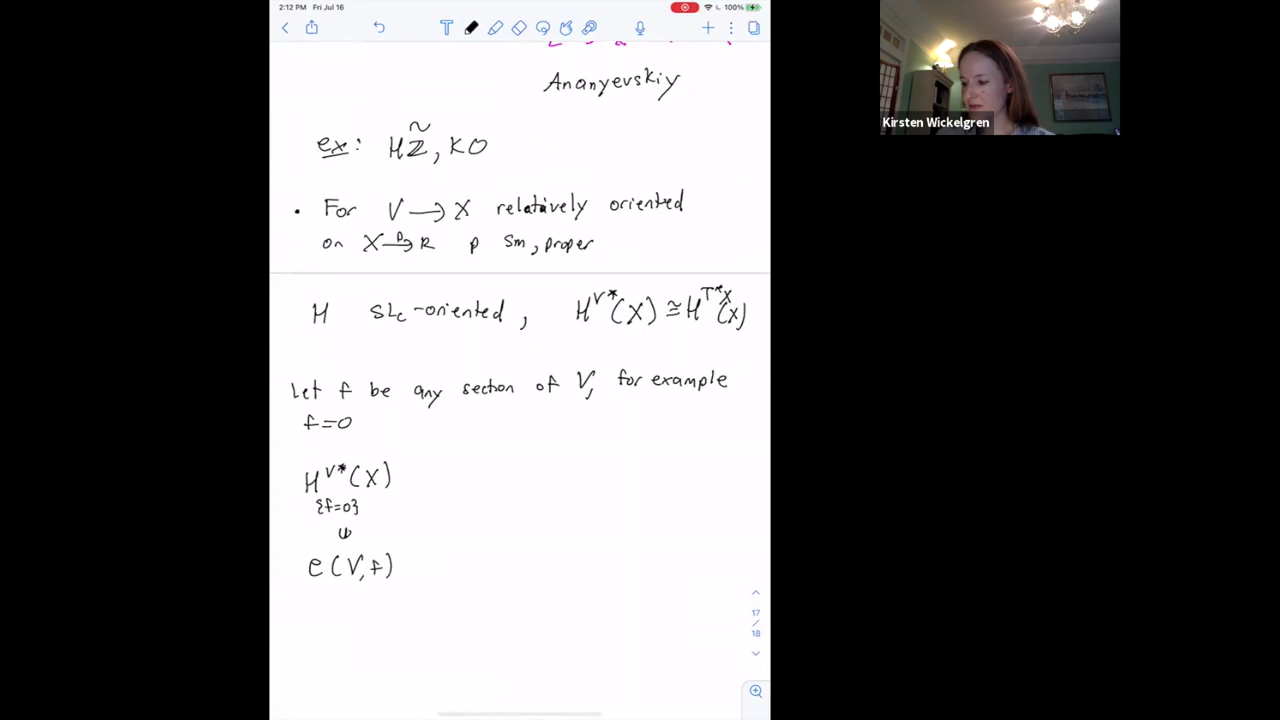 2:12 PM Fri Jul 16
100%
Ananyevskiy
ex: HZ̃, KO
• For V → X relatively oriented
on X →ᵖ k p sm, proper
H SLc-oriented, H^{V*}(X) ≅ H^{T*X}(X)
Let f be any section of V, for example
f=0
H^{V*}(X)
{f=0}
ψ
e(V,f)
17
/
18
Kirsten Wickelgren